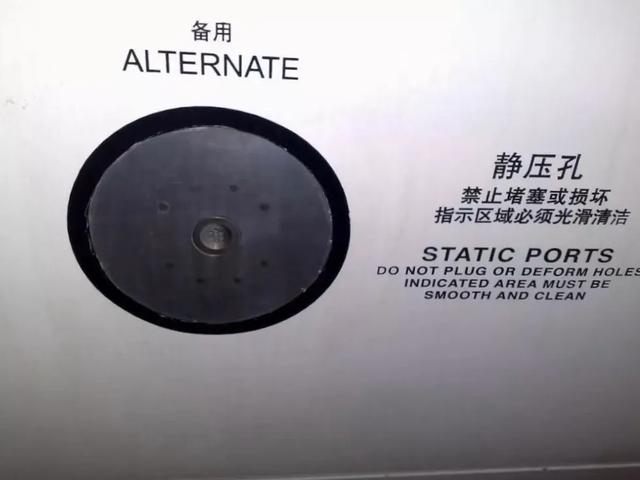 备用
ALTERNATE
静压孔
禁止堵塞或损坏
指示区域必须光滑清洁
STATIC PORTS
DO NOT PLUG OR DEFORM HOLES
INDICATED AREA MUST BE
SMOOTH AND CLEAN